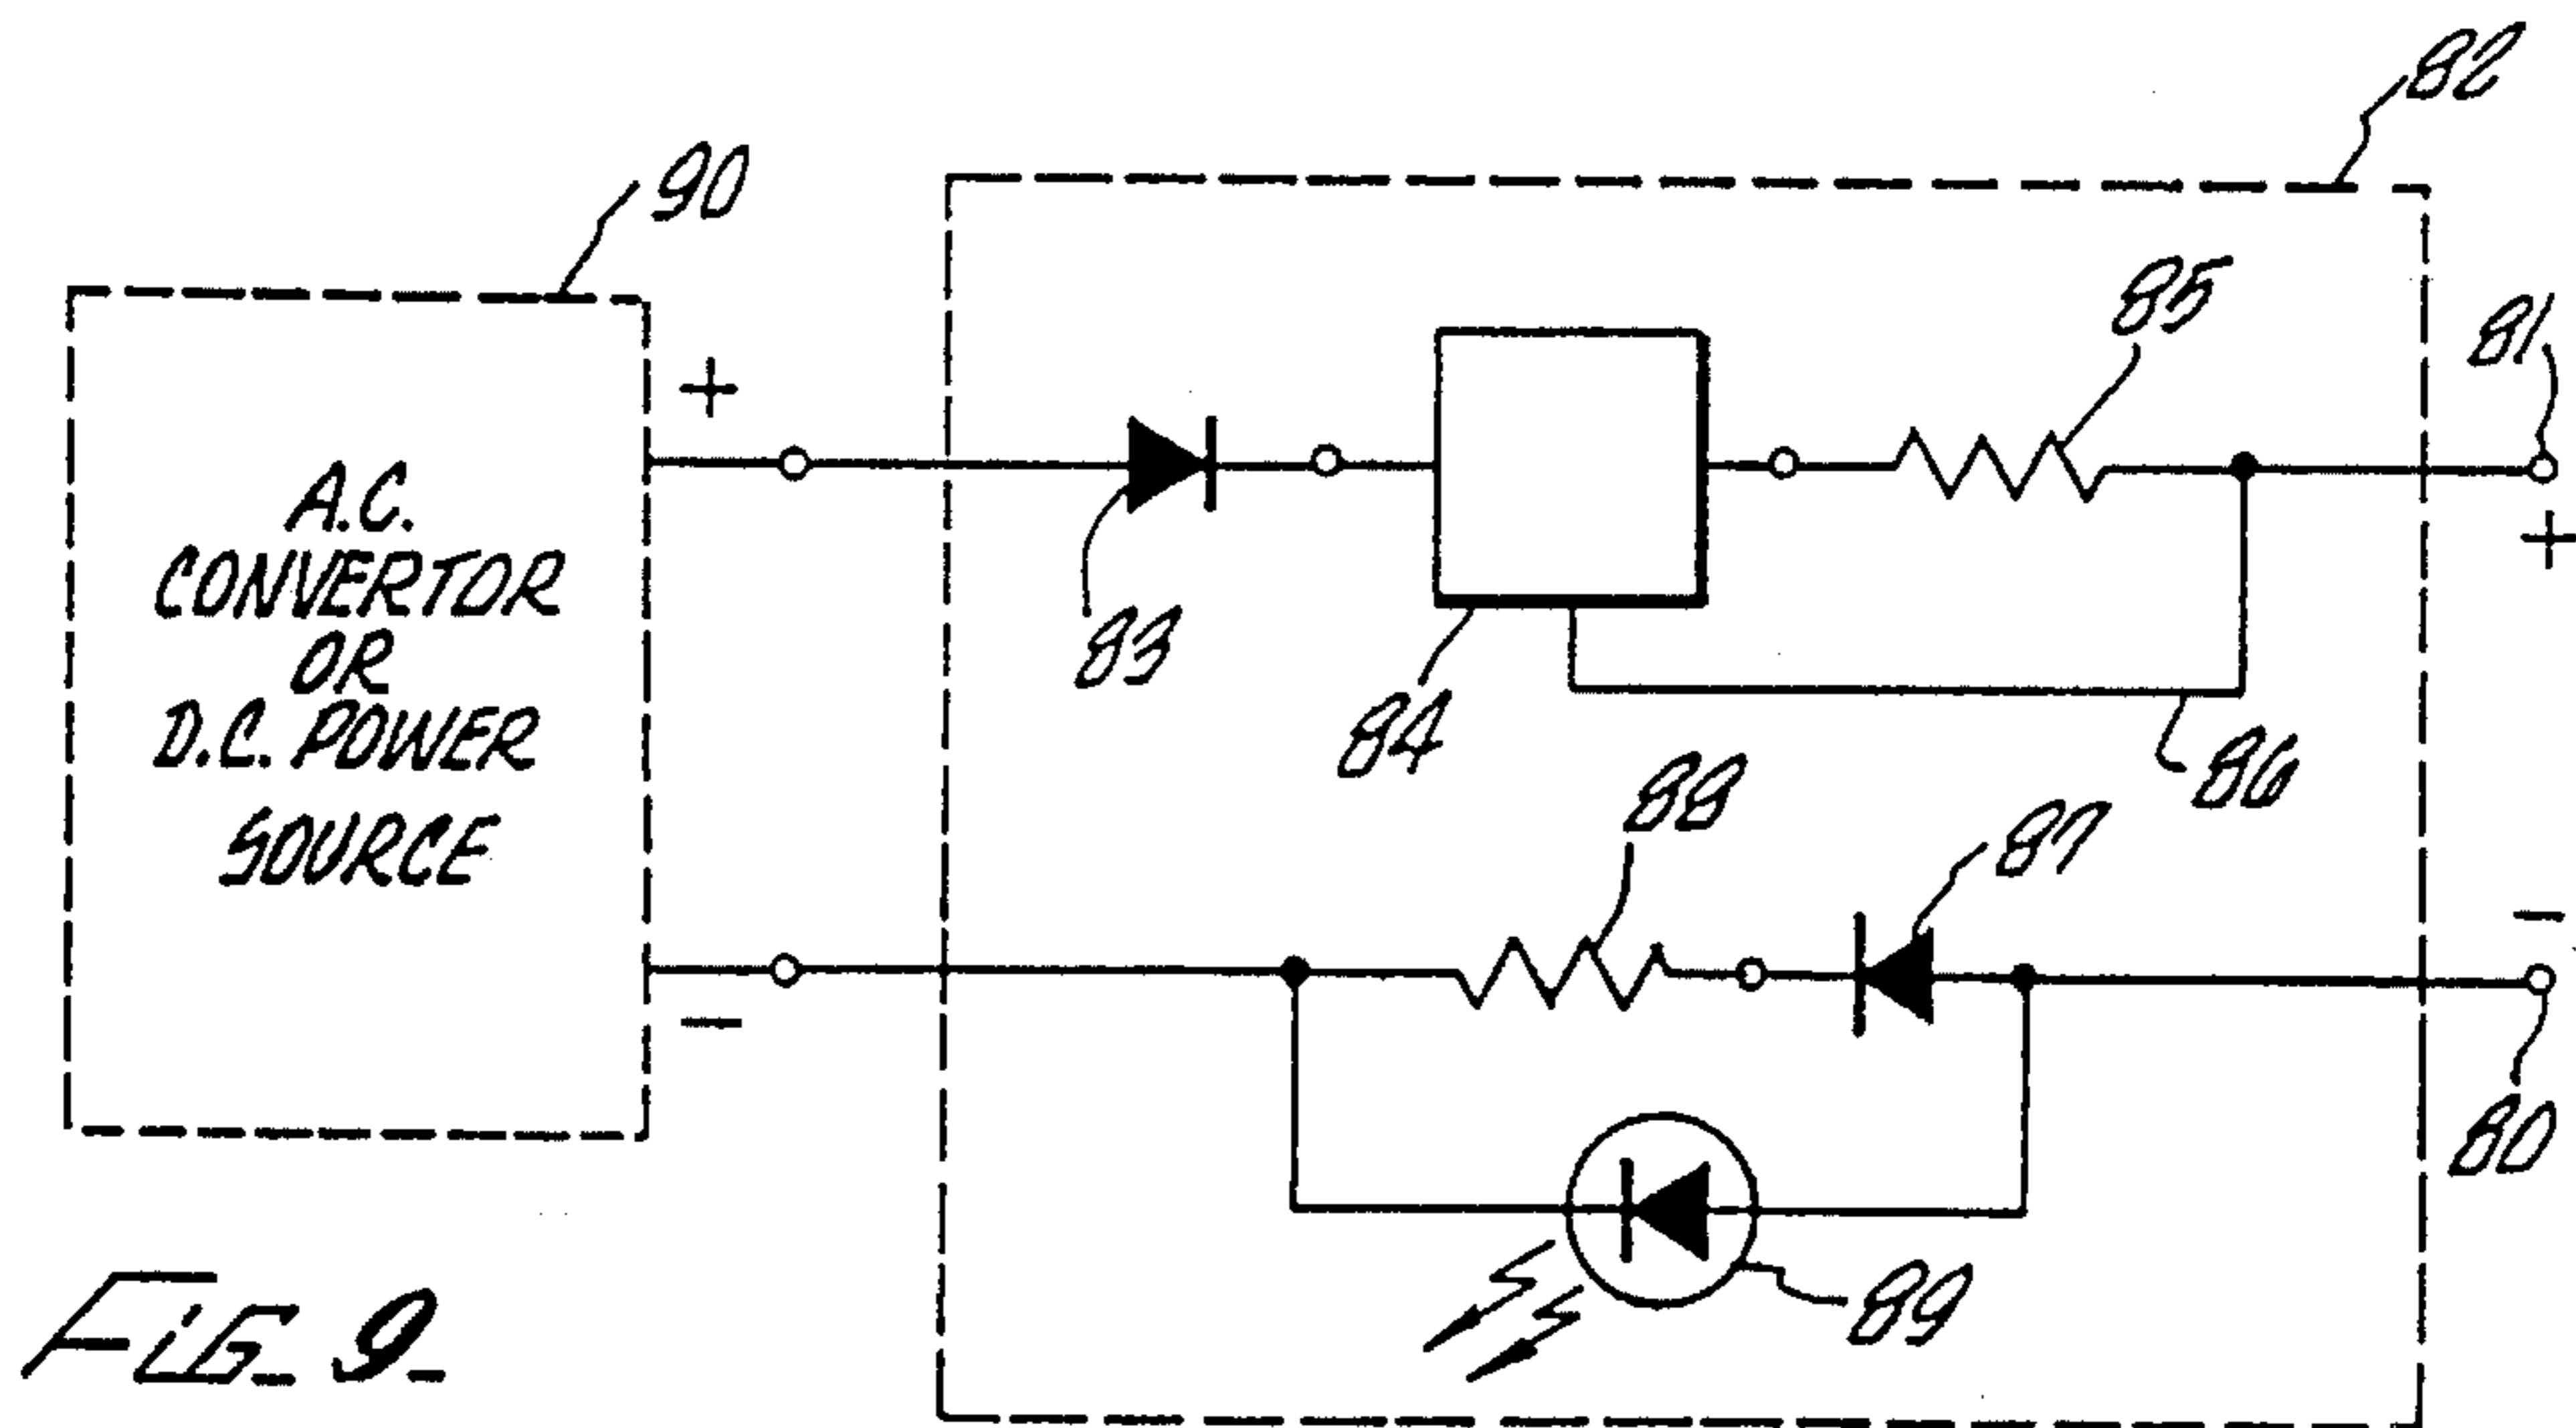 82
90
85
81
+
A.C.
CONVERTOR
OR
D.C. POWER
SOURCE
+
83
84
86
88
87
-
-
80
89
FIG. 9.